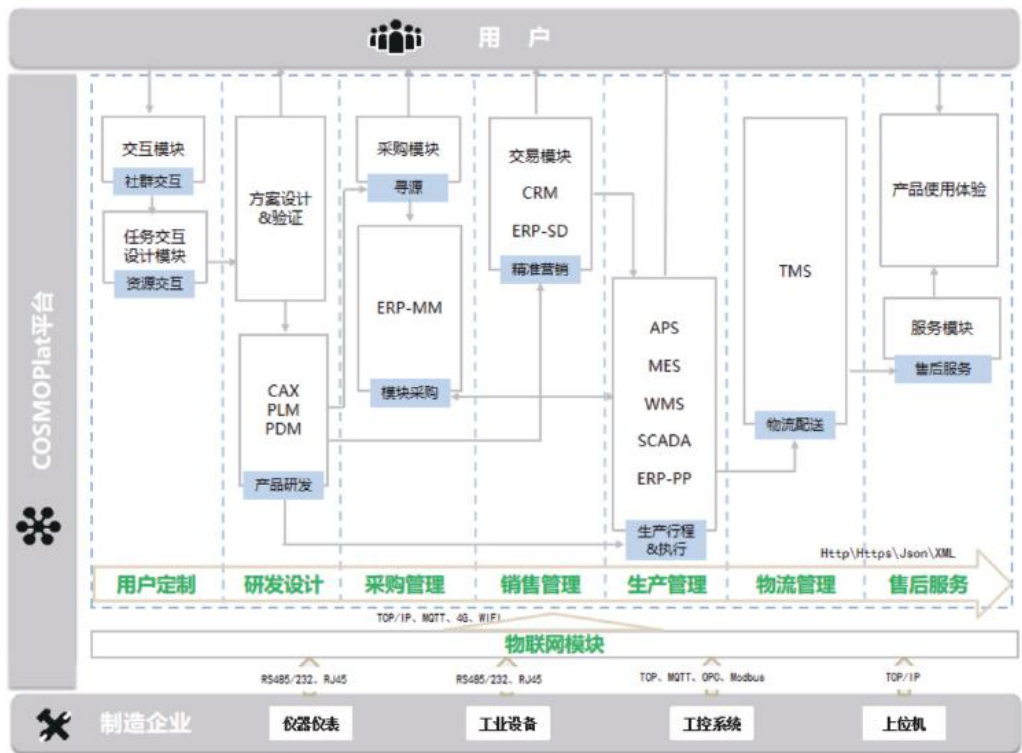 用 户
COSMOPlat平台
交互模块
社群交互
任务交互
设计模块
资源交互
方案设计
&验证
CAX
PLM
PDM
产品研发
采购模块
寻源
ERP-MM
模块采购
交易模块
CRM
ERP-SD
精准营销
APS
MES
WMS
SCADA
ERP-PP
生产行程
&执行
TMS
物流配送
产品使用体验
服务模块
售后服务
Http\Https\Json\XML
用户定制
研发设计
采购管理
销售管理
生产管理
物流管理
售后服务
TOP/IP、MQTT、4G、WIFI
物联网模块
RS485/232、RJ45
RS485/232、RJ45
TOP、MQTT、OPO、Modbus
TOP/IP
制造企业
仪器仪表
工业设备
工控系统
上位机